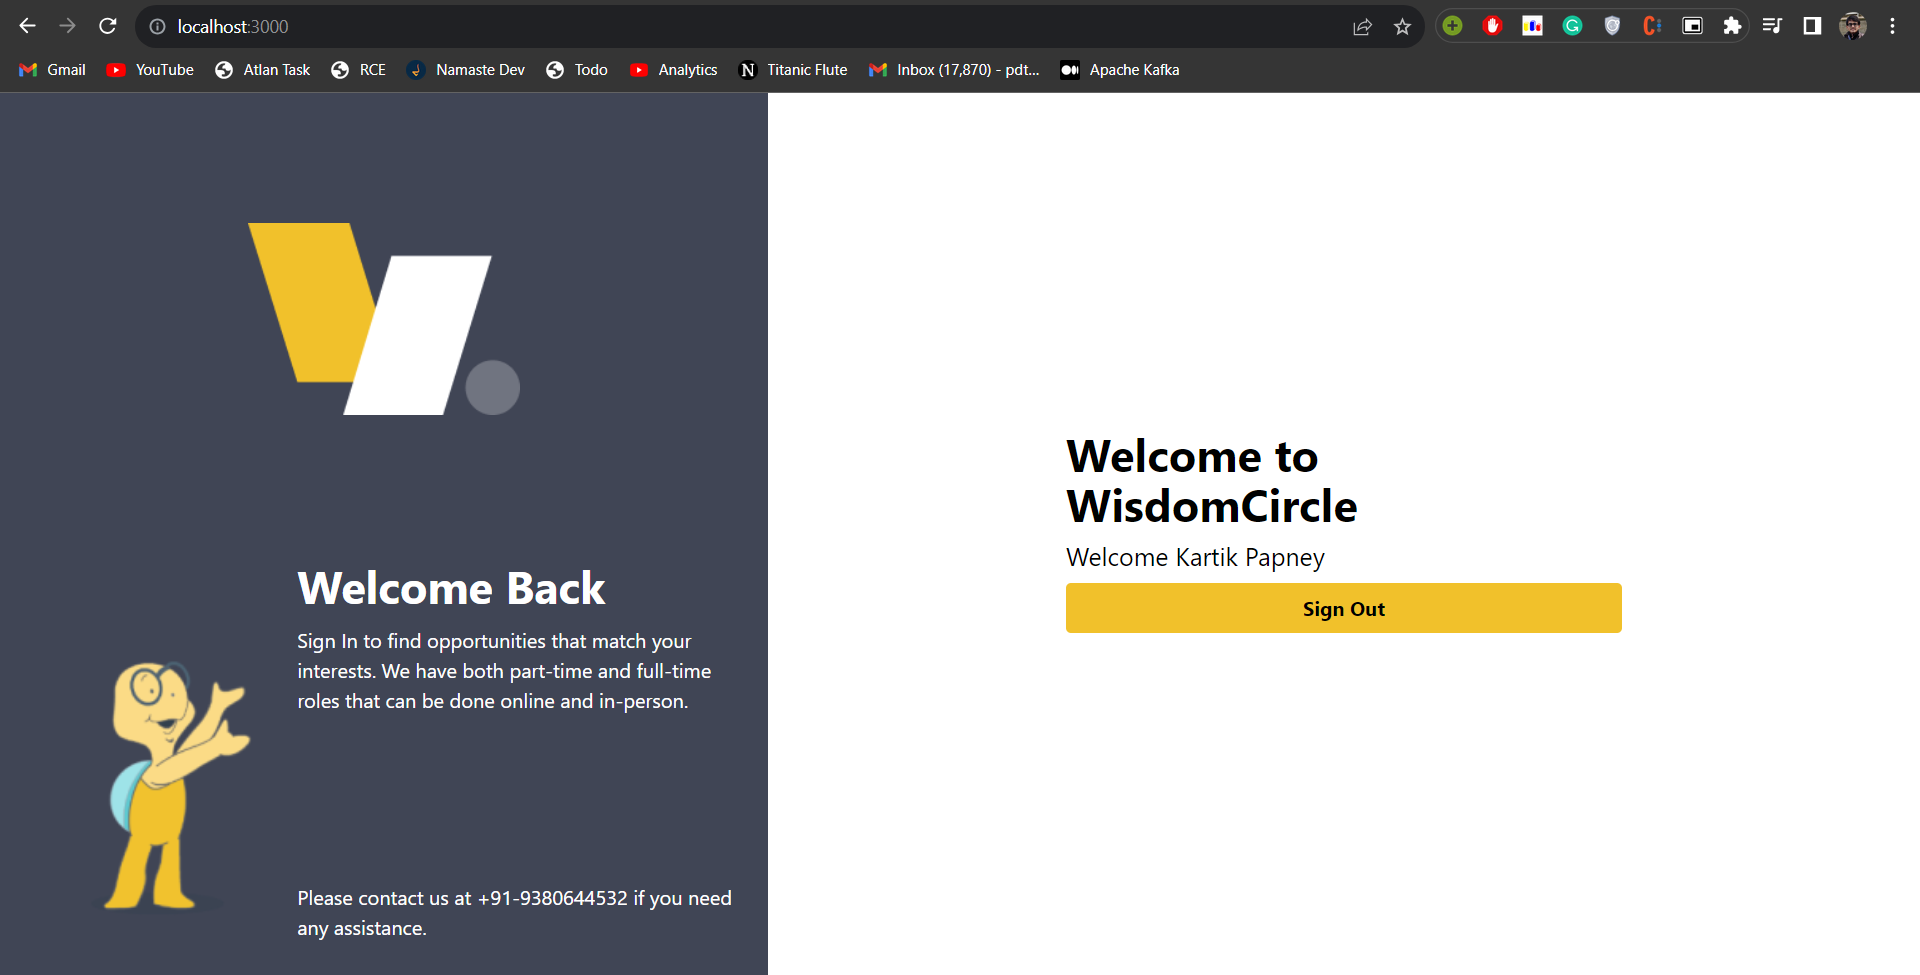 localhost:3000
Gmail YouTube Atlan Task RCE Namaste Dev Todo Analytics Titanic Flute Inbox (17,870) - pdt... Apache Kafka
Welcome Back
Sign In to find opportunities that match your
interests. We have both part-time and full-time
roles that can be done online and in-person.
Please contact us at +91-9380644532 if you need
any assistance.
Welcome to
WisdomCircle
Welcome Kartik Papney
Sign Out